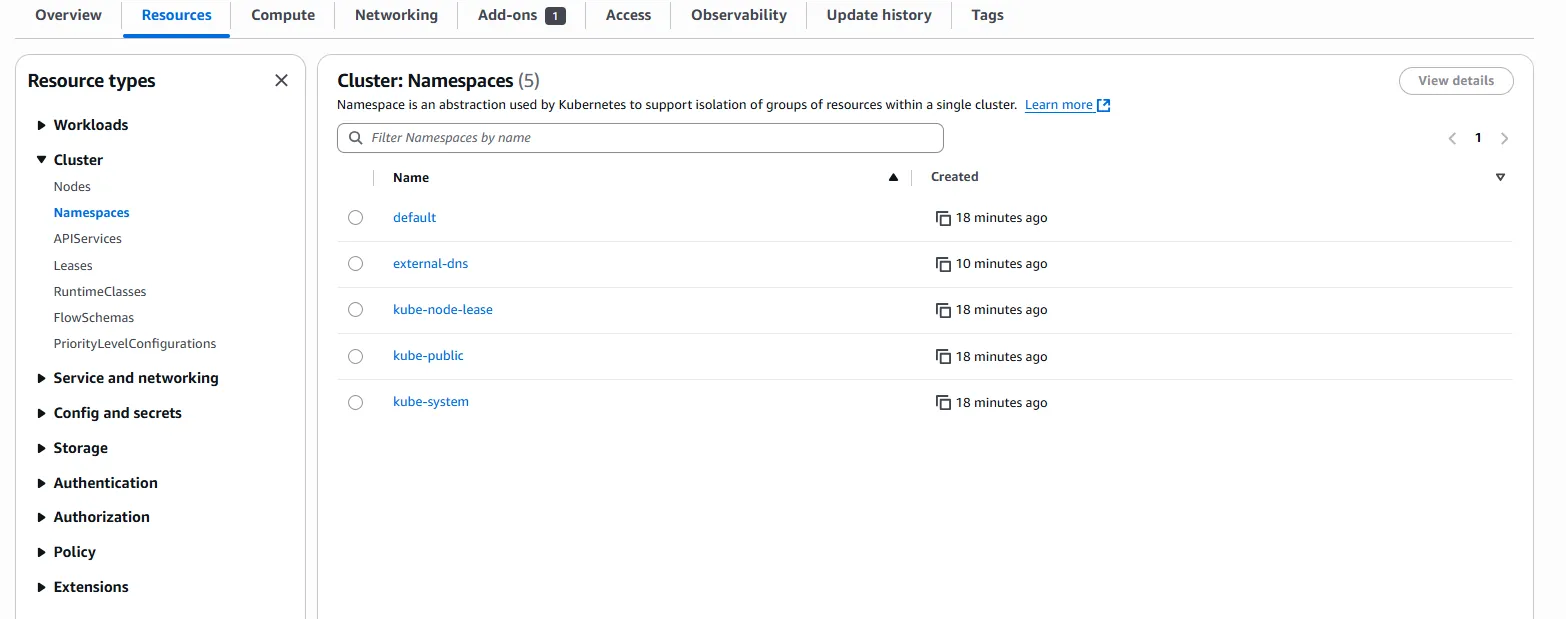 Overview Resources Compute Networking Add-ons 1 Access Observability Update history Tags
Resource types
Workloads
Cluster
Nodes
Namespaces
APIServices
Leases
RuntimeClasses
FlowSchemas
PriorityLevelConfigurations
Service and networking
Config and secrets
Storage
Authentication
Authorization
Policy
Extensions
Cluster: Namespaces (5)
View details
Namespace is an abstraction used by Kubernetes to support isolation of groups of resources within a single cluster. Learn more
Filter Namespaces by name
1
Name Created
default 18 minutes ago
external-dns 10 minutes ago
kube-node-lease 18 minutes ago
kube-public 18 minutes ago
kube-system 18 minutes ago